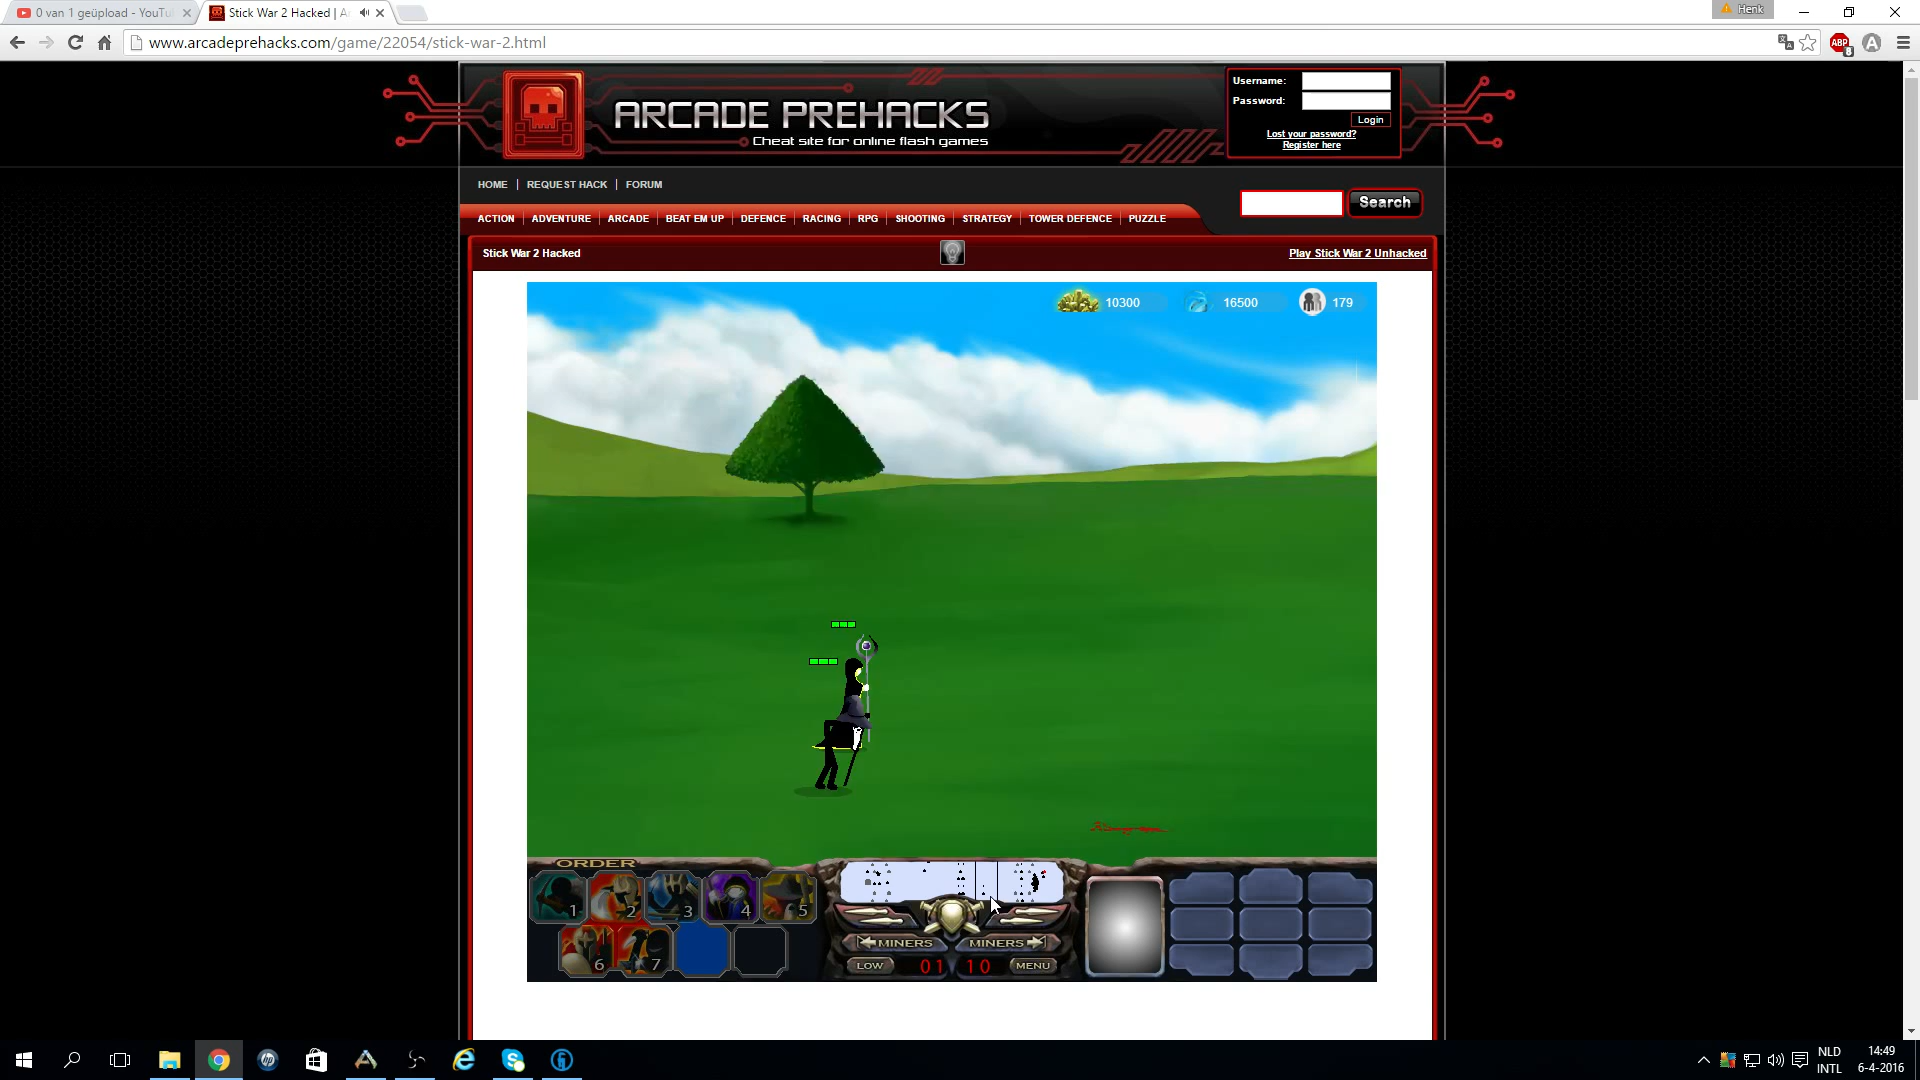 0 van 1 geüpload - YouTu
Stick War 2 Hacked | A
Henk
www.arcadeprehacks.com/game/22054/stick-war-2.html
ABP
8
A
ARCADE PREHACKS
Cheat site for online flash games
Username:
Password:
Login
Lost your password?
Register here
HOME | REQUEST HACK | FORUM
Search
ACTION ADVENTURE ARCADE BEAT EM UP DEFENCE RACING RPG SHOOTING STRATEGY TOWER DEFENCE PUZZLE
Stick War 2 Hacked
Play Stick War 2 Unhacked
10300 16500 179
ORDER
1 2 3 4 5
6 7
MINERS MINERS
LOW 01 10 MENU
NLD
INTL
14:49
6-4-2016